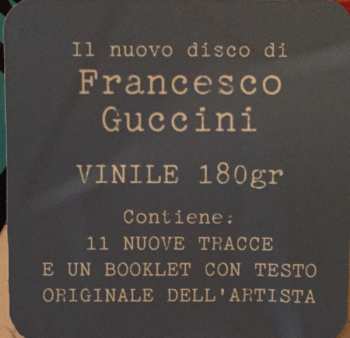 Il nuovo disco di
Francesco
Guccini
VINILE 180gr
Contiene:
11 NUOVE TRACCE
E UN BOOKLET CON TESTO
ORIGINALE DELL'ARTISTA